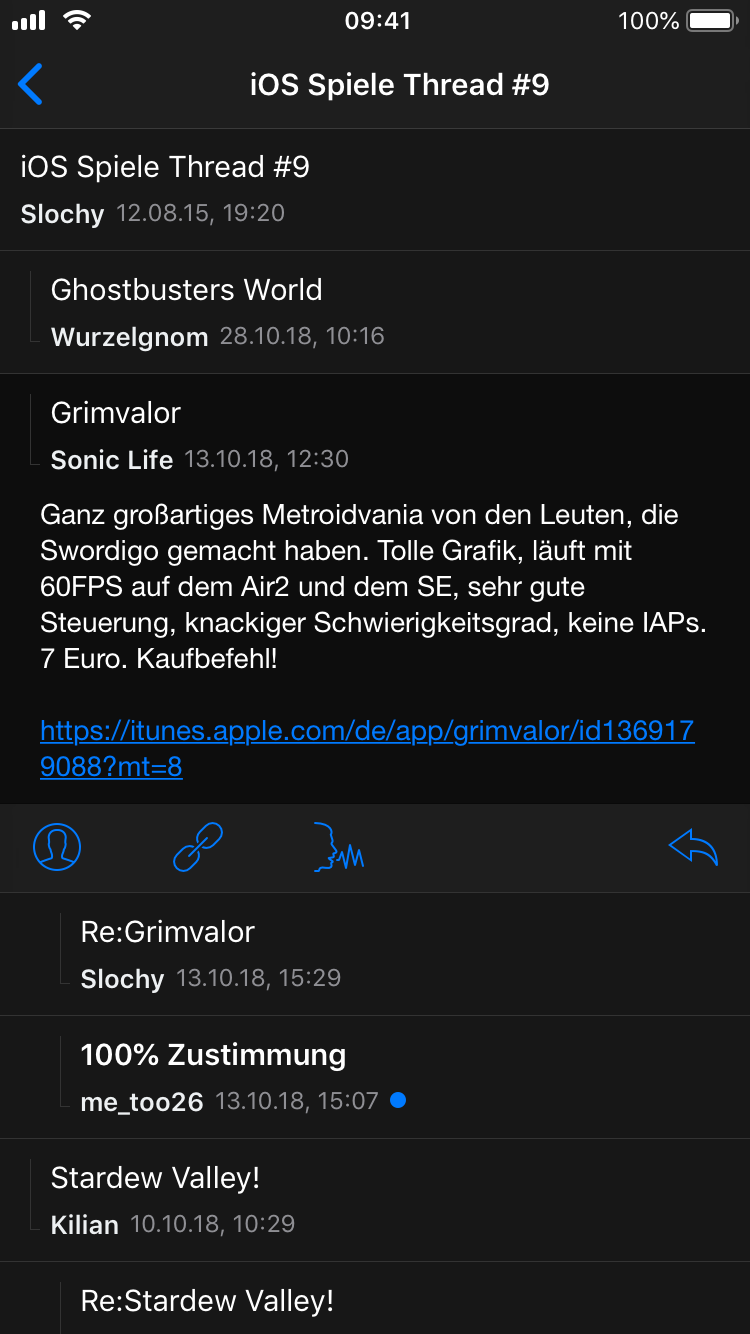 09:41
100%
iOS Spiele Thread #9
iOS Spiele Thread #9
Slochy 12.08.15, 19:20
Ghostbusters World
Wurzelgnom 28.10.18, 10:16
Grimvalor
Sonic Life 13.10.18, 12:30
Ganz großartiges Metroidvania von den Leuten, die
Swordigo gemacht haben. Tolle Grafik, läuft mit
60FPS auf dem Air2 und dem SE, sehr gute
Steuerung, knackiger Schwierigkeitsgrad, keine IAPs.
7 Euro. Kaufbefehl!
https://itunes.apple.com/de/app/grimvalor/id136917
9088?mt=8
Re:Grimvalor
Slochy 13.10.18, 15:29
100% Zustimmung
me_too26 13.10.18, 15:07
Stardew Valley!
Kilian 10.10.18, 10:29
Re:Stardew Valley!